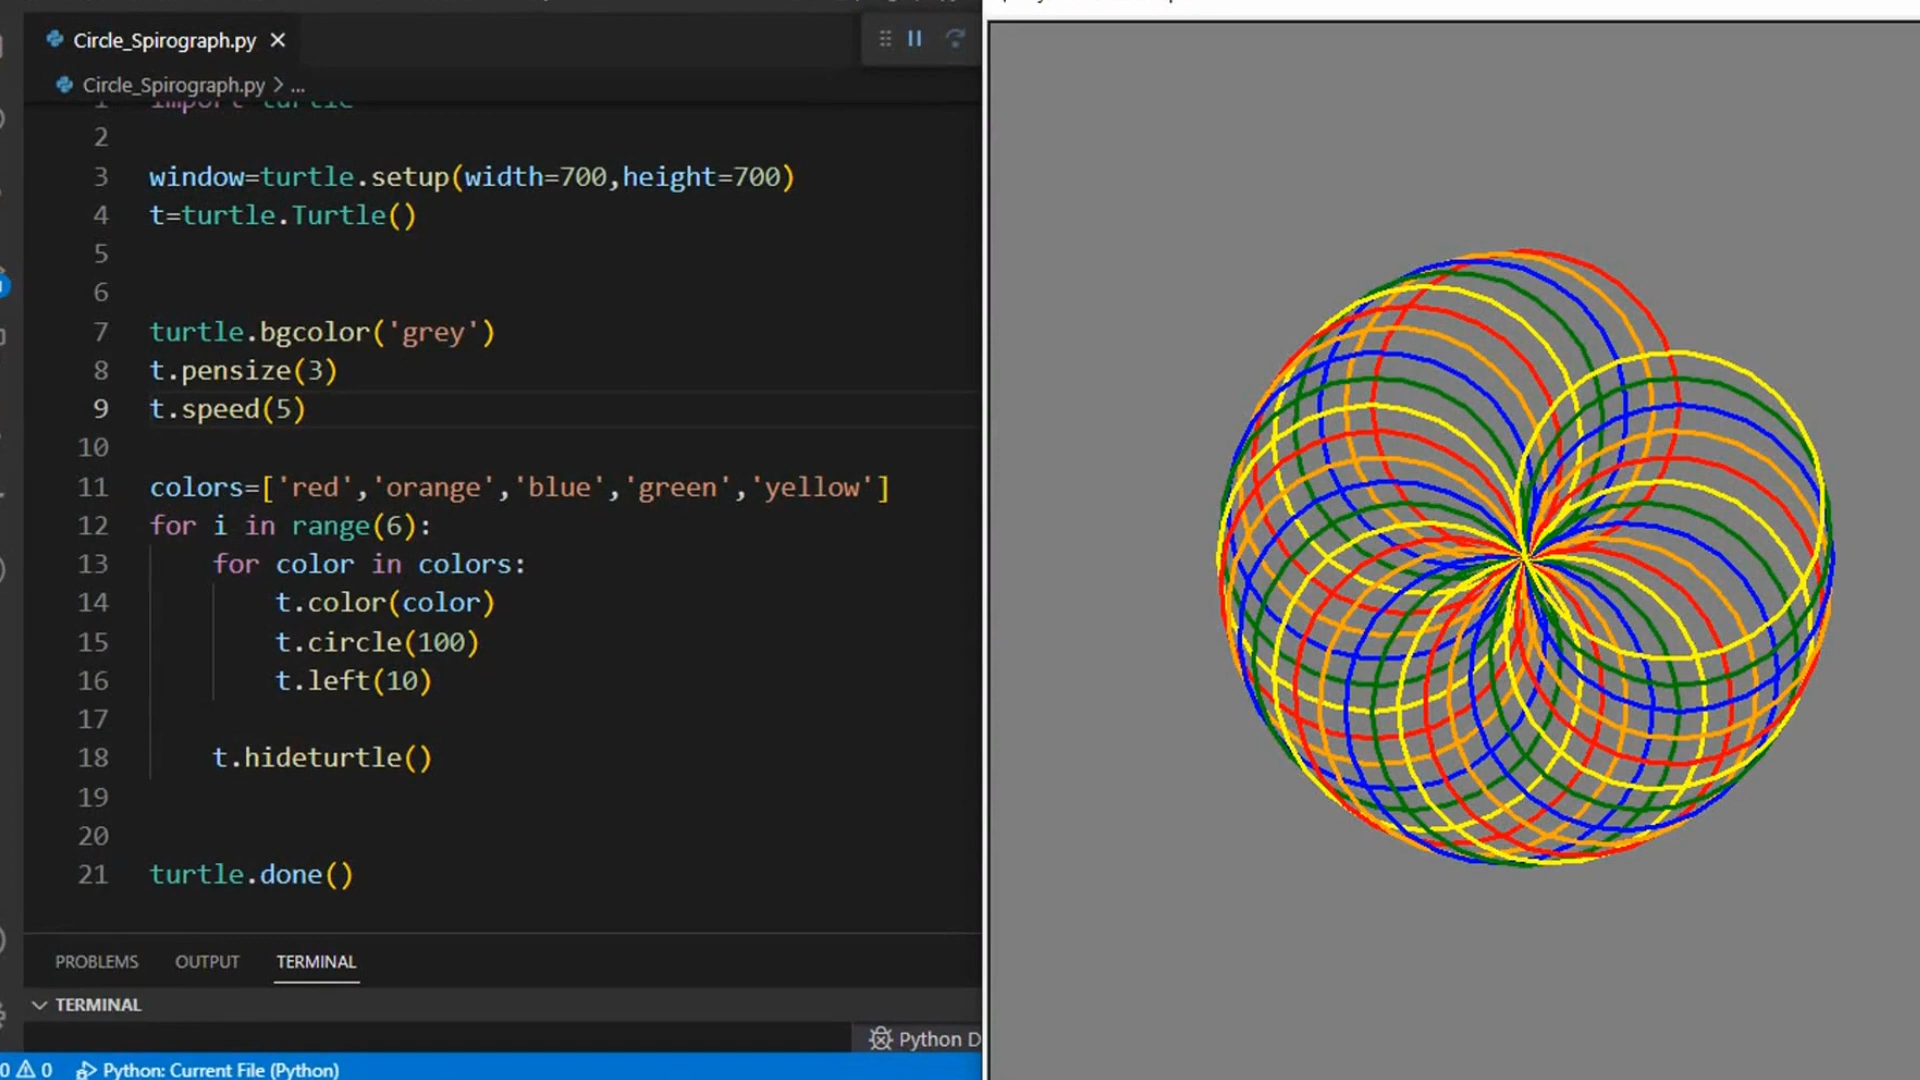 Circle_Spirograph.py
Circle_Spirograph.py > ...
1 import turtle
2
3 window=turtle.setup(width=700,height=700)
4 t=turtle.Turtle()
5
6
7 turtle.bgcolor('grey')
8 t.pensize(3)
9 t.speed(5)
10
11 colors=['red','orange','blue','green','yellow']
12 for i in range(6):
13 for color in colors:
14 t.color(color)
15 t.circle(100)
16 t.left(10)
17
18 t.hideturtle()
19
20
21 turtle.done()
PROBLEMS OUTPUT TERMINAL
TERMINAL
Python D
0 0 Python: Current File (Python)